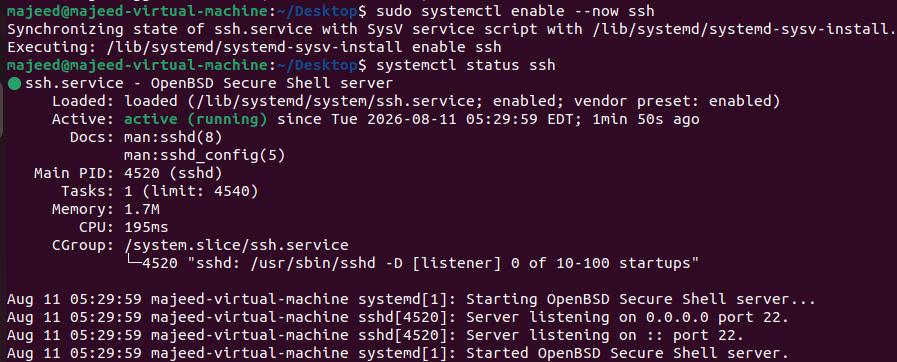 majeed@majeed-virtual-machine:~/Desktop$ sudo systemctl enable --now ssh
Synchronizing state of ssh.service with SysV service script with /lib/systemd/systemd-sysv-install.
Executing: /lib/systemd/systemd-sysv-install enable ssh
majeed@majeed-virtual-machine:~/Desktop$ systemctl status ssh
● ssh.service - OpenBSD Secure Shell server
     Loaded: loaded (/lib/systemd/system/ssh.service; enabled; vendor preset: enabled)
     Active: active (running) since Tue 2026-08-11 05:29:59 EDT; 1min 50s ago
       Docs: man:sshd(8)
             man:sshd_config(5)
   Main PID: 4520 (sshd)
      Tasks: 1 (limit: 4540)
     Memory: 1.7M
        CPU: 195ms
     CGroup: /system.slice/ssh.service
             └─4520 "sshd: /usr/sbin/sshd -D [listener] 0 of 10-100 startups"

Aug 11 05:29:59 majeed-virtual-machine systemd[1]: Starting OpenBSD Secure Shell server...
Aug 11 05:29:59 majeed-virtual-machine sshd[4520]: Server listening on 0.0.0.0 port 22.
Aug 11 05:29:59 majeed-virtual-machine sshd[4520]: Server listening on :: port 22.
Aug 11 05:29:59 majeed-virtual-machine systemd[1]: Started OpenBSD Secure Shell server.